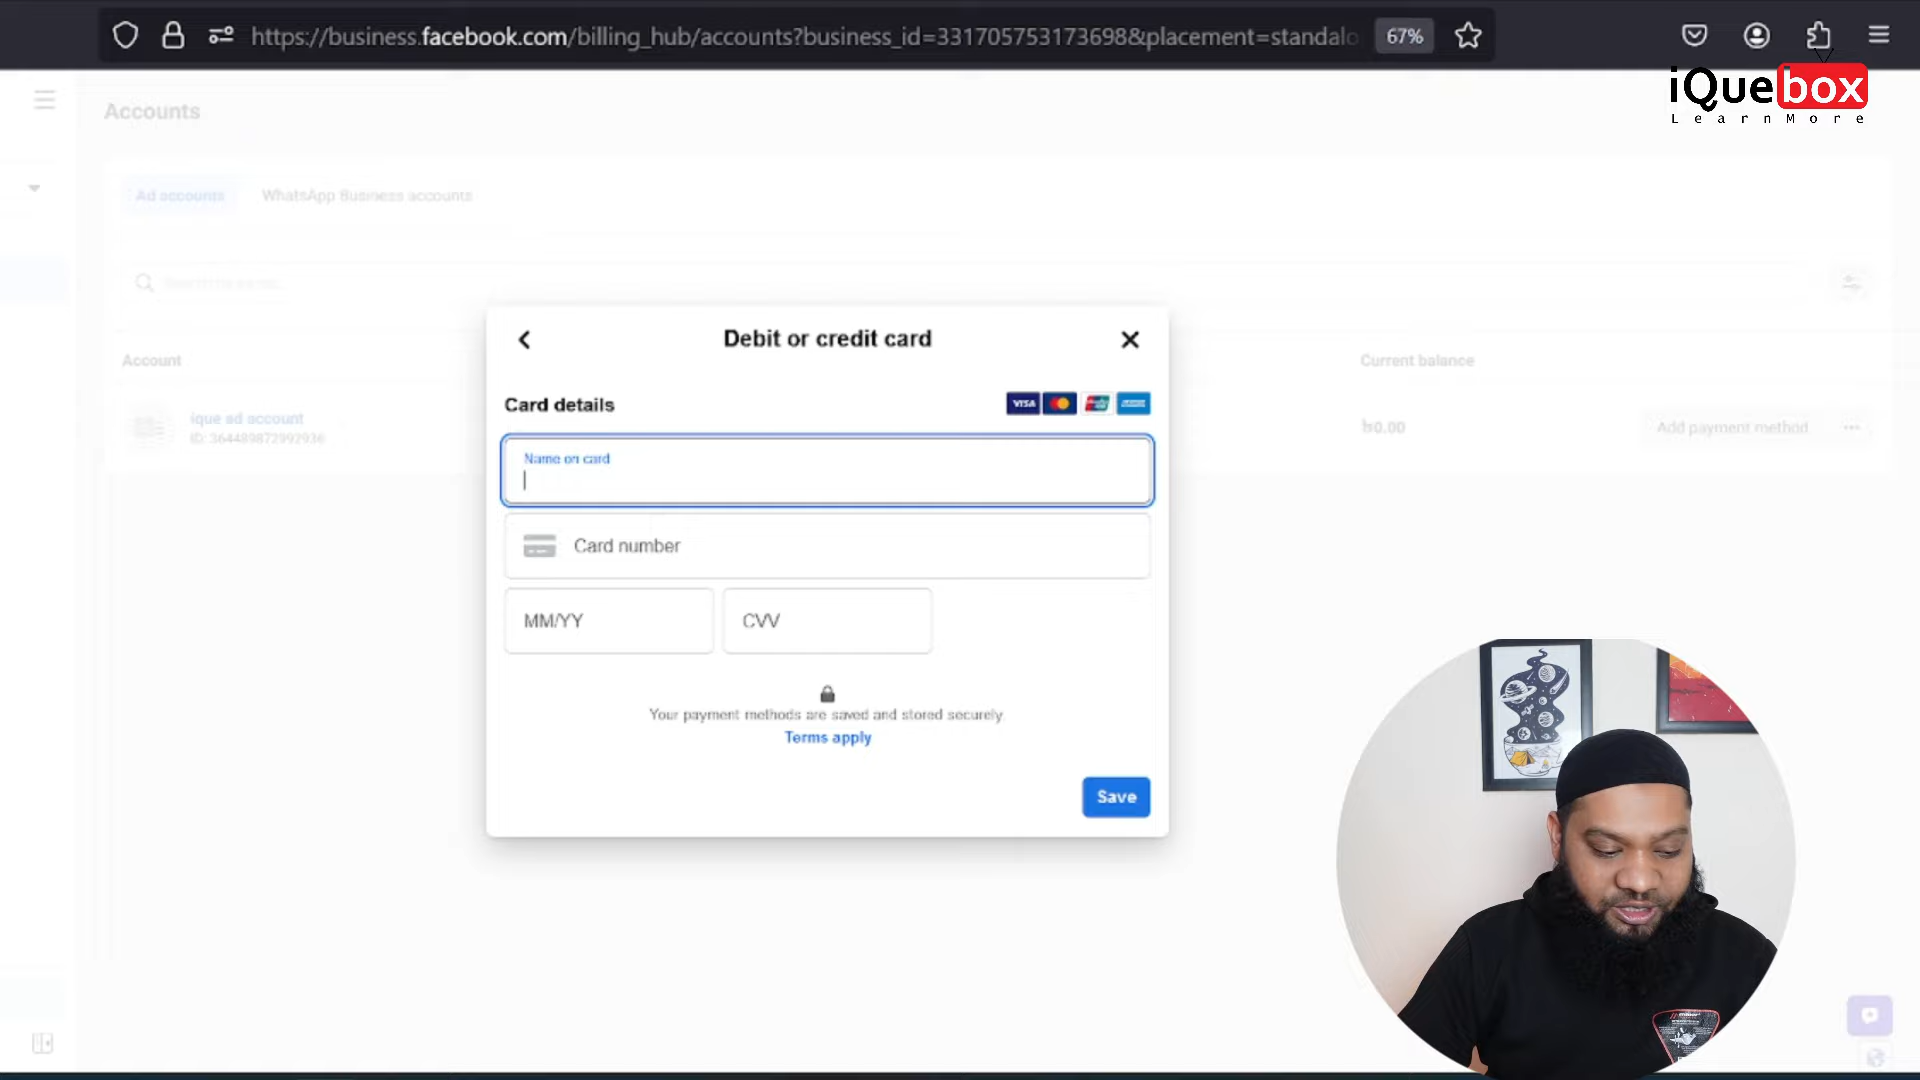 https://business.facebook.com/billing_hub/accounts?business_id=331705753173698&placement=standalo
67%
iQuebox
LearnMore
Accounts
Ad accounts
WhatsApp Business accounts
Account
Current balance
ique ad account
ID: 364489872992936
0.00
Add payment method
Debit or credit card
Card details
VISA
Name on card
Card number
MM/YY
CVV
Your payment methods are saved and stored securely.
Terms apply
Save